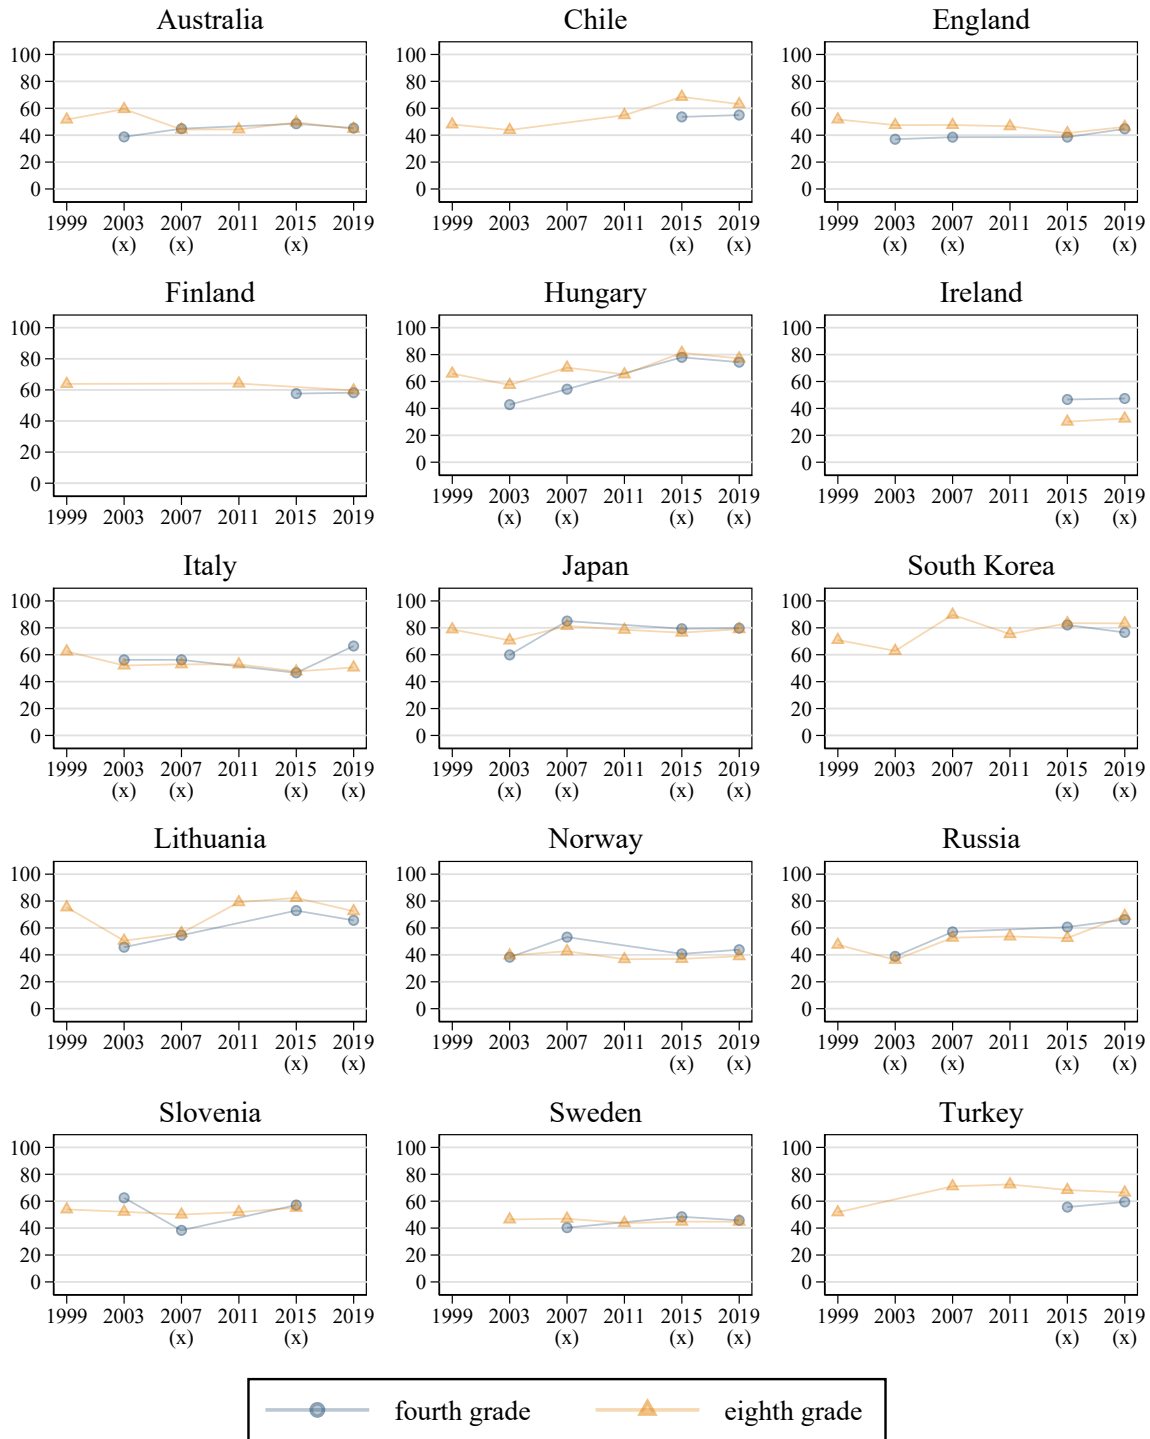 Australia Chile England
100 100 100
80 80 80
60 60 60
40 40 40
20 20 20
0 0 0
1999 2003 2007 2011 2015 2019 1999 2003 2007 2011 2015 2019 1999 2003 2007 2011 2015 2019
(x) (x) (x) (x) (x) (x) (x) (x) (x)
Finland Hungary Ireland
100 100 100
80 80 80
60 60 60
40 40 40
20 20 20
0 0 0
1999 2003 2007 2011 2015 2019 1999 2003 2007 2011 2015 2019 1999 2003 2007 2011 2015 2019
(x) (x) (x) (x) (x) (x)
Italy Japan South Korea
100 100 100
80 80 80
60 60 60
40 40 40
20 20 20
0 0 0
1999 2003 2007 2011 2015 2019 1999 2003 2007 2011 2015 2019 1999 2003 2007 2011 2015 2019
(x) (x) (x) (x) (x) (x) (x) (x) (x) (x)
Lithuania Norway Russia
100 100 100
80 80 80
60 60 60
40 40 40
20 20 20
0 0 0
1999 2003 2007 2011 2015 2019 1999 2003 2007 2011 2015 2019 1999 2003 2007 2011 2015 2019
(x) (x) (x) (x) (x) (x) (x) (x)
Slovenia Sweden Turkey
100 100 100
80 80 80
60 60 60
40 40 40
20 20 20
0 0 0
1999 2003 2007 2011 2015 2019 1999 2003 2007 2011 2015 2019 1999 2003 2007 2011 2015 2019
(x) (x) (x) (x) (x) (x) (x)
fourth grade eighth grade